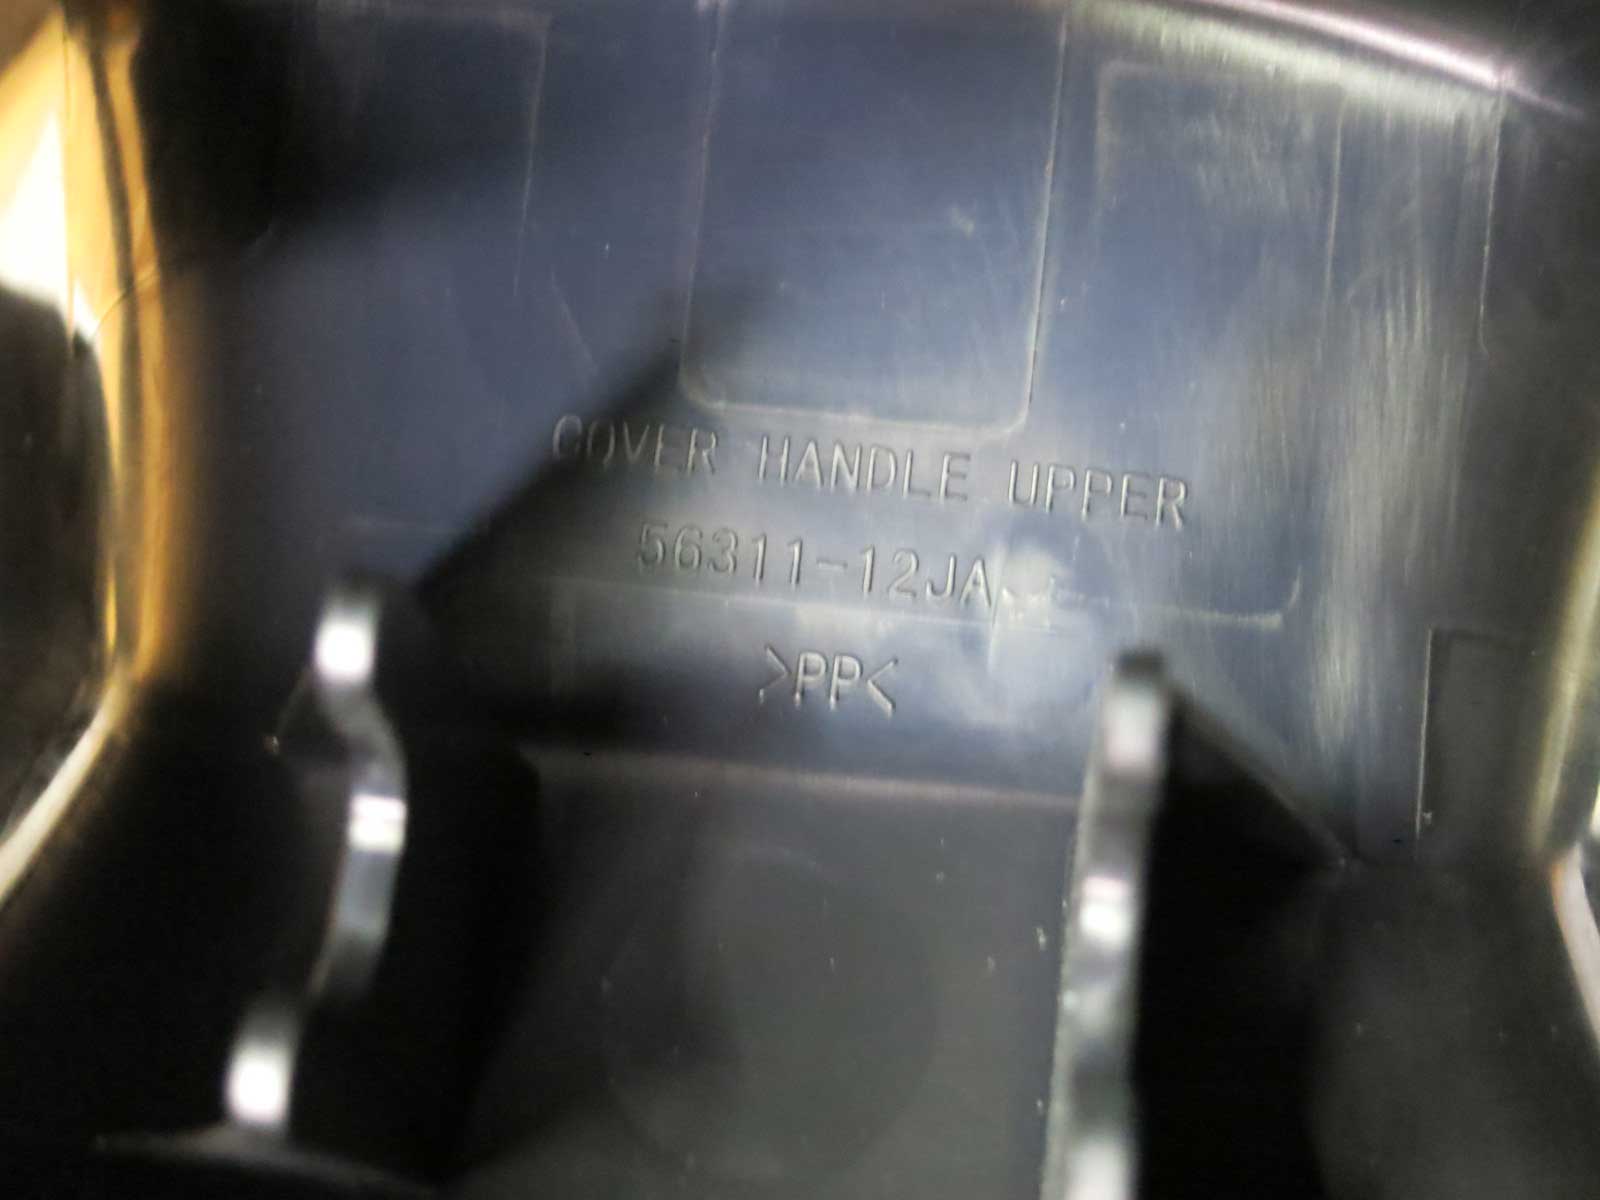 COVER HANDLE UPPER
56311-12JA
>PP<